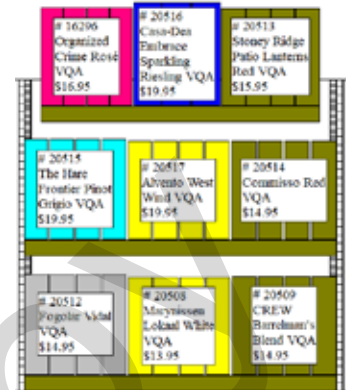 # 16296
Organized
Crime Rosé
VQA
$16.95
# 20516
Casa-Dea
Embrace
Sparkling
Riesling VQA
$19.95
# 20513
Stoney Ridge
Patio Lanterns
Red VQA
$15.95
# 20515
The Hare
Frontier Pinot
Grigio VQA
$19.95
# 20517
Alvento West
Wind VQA
$19.95
# 20514
Commisso Red
VQA
$14.95
# 20512
Fogolar Vidal
VQA
$14.95
# 20508
Marynissen
Lokaal White
VQA
$13.95
# 20509
CREW
Barrelman's
Blend VQA
$14.95